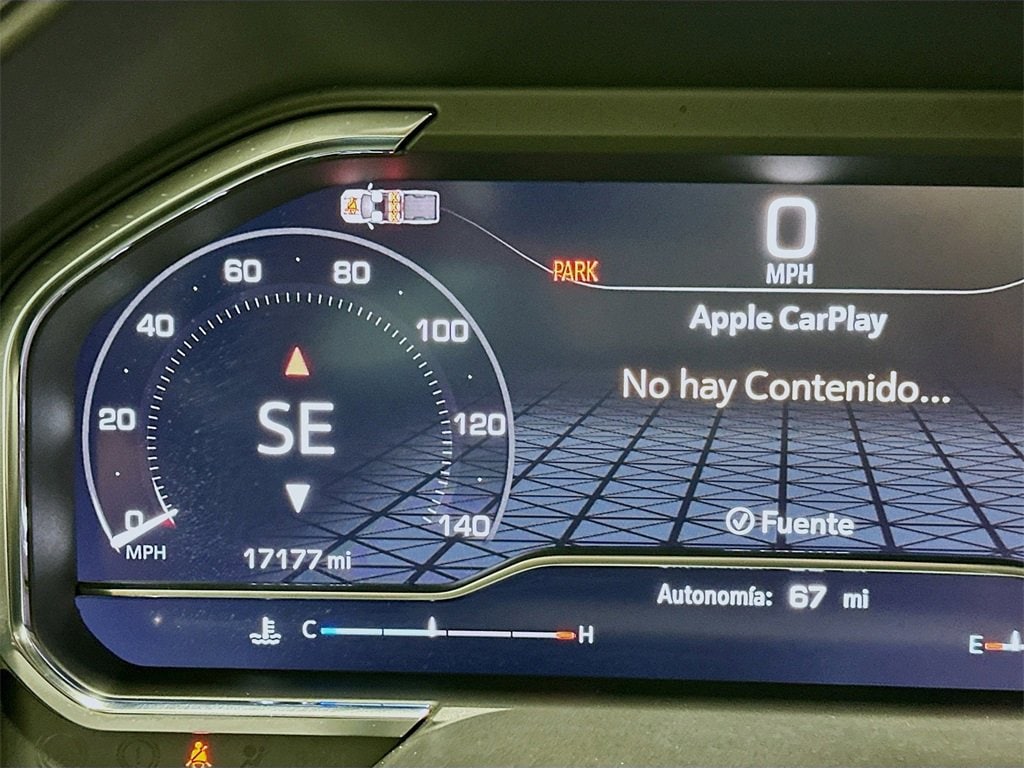 60
80
40
100
20
120
0
140
MPH
SE
17177 mi
PARK
0
MPH
Apple CarPlay
No hay Contenido...
Fuente
Autonomía: 67 mi
C H
E